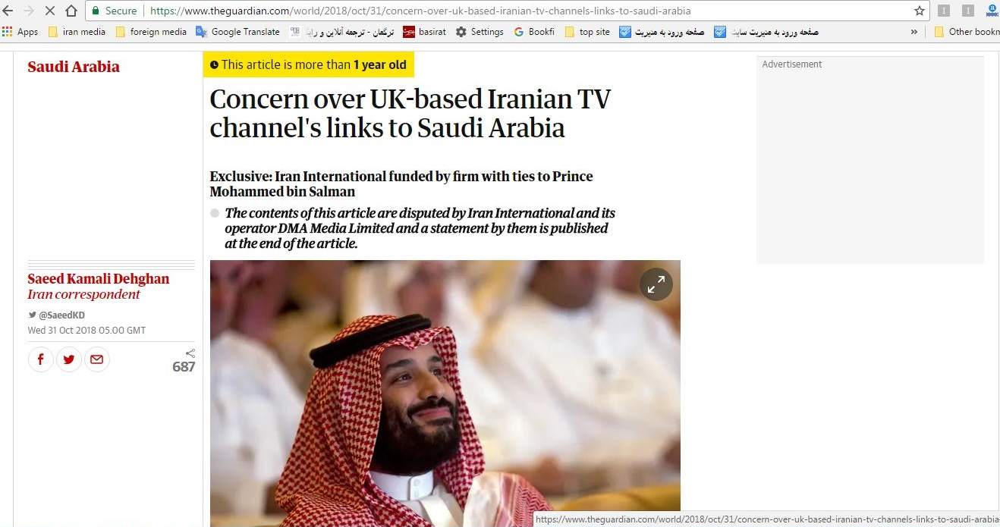 Secure https://www.theguardian.com/world/2018/oct/31/concern-over-uk-based-iranian-tv-channels-links-to-saudi-arabia
Apps iran media foreign media Google Translate ترگمان - ترجمه آنلاین و رایا basirat Settings Bookfi top site صفحه ورود به مدیریت صفحه ورود به مدیریت سایت » Other bookm
Saudi Arabia
This article is more than 1 year old
Advertisement
Concern over UK-based Iranian TV
channel's links to Saudi Arabia
Exclusive: Iran International funded by firm with ties to Prince
Mohammed bin Salman
The contents of this article are disputed by Iran International and its
operator DMA Media Limited and a statement by them is published
at the end of the article.
Saeed Kamali Dehghan
Iran correspondent
@SaeedKD
Wed 31 Oct 2018 05.00 GMT
687
https://www.theguardian.com/world/2018/oct/31/concern-over-uk-based-iranian-tv-channels-links-to-saudi-arabia